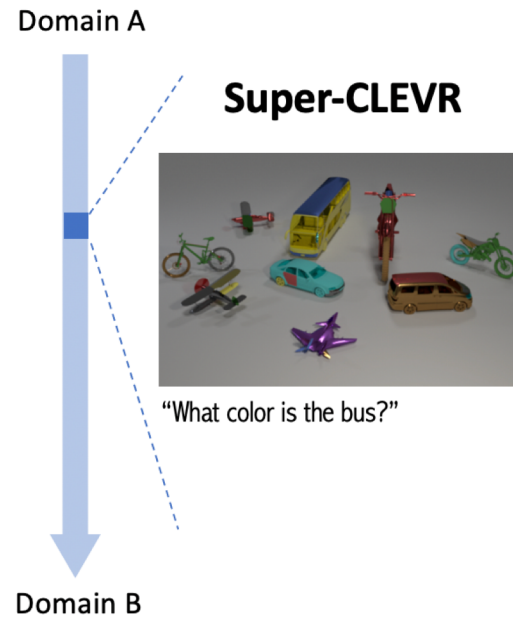 Domain A
Super-CLEVR
“What color is the bus?”
Domain B